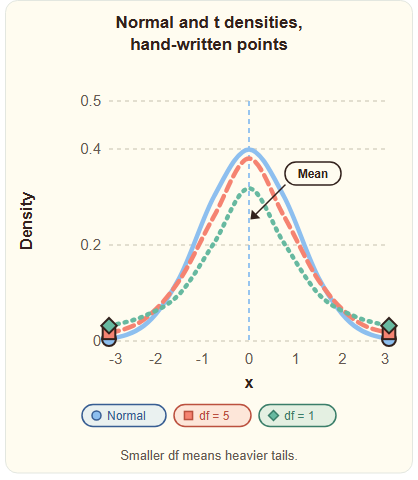 Normal and t densities,
hand-written points
0.5
0.4
Mean
Density
0.2
0
-3 -2 -1 0 1 2 3
x
Normal df = 5 df = 1
Smaller df means heavier tails.